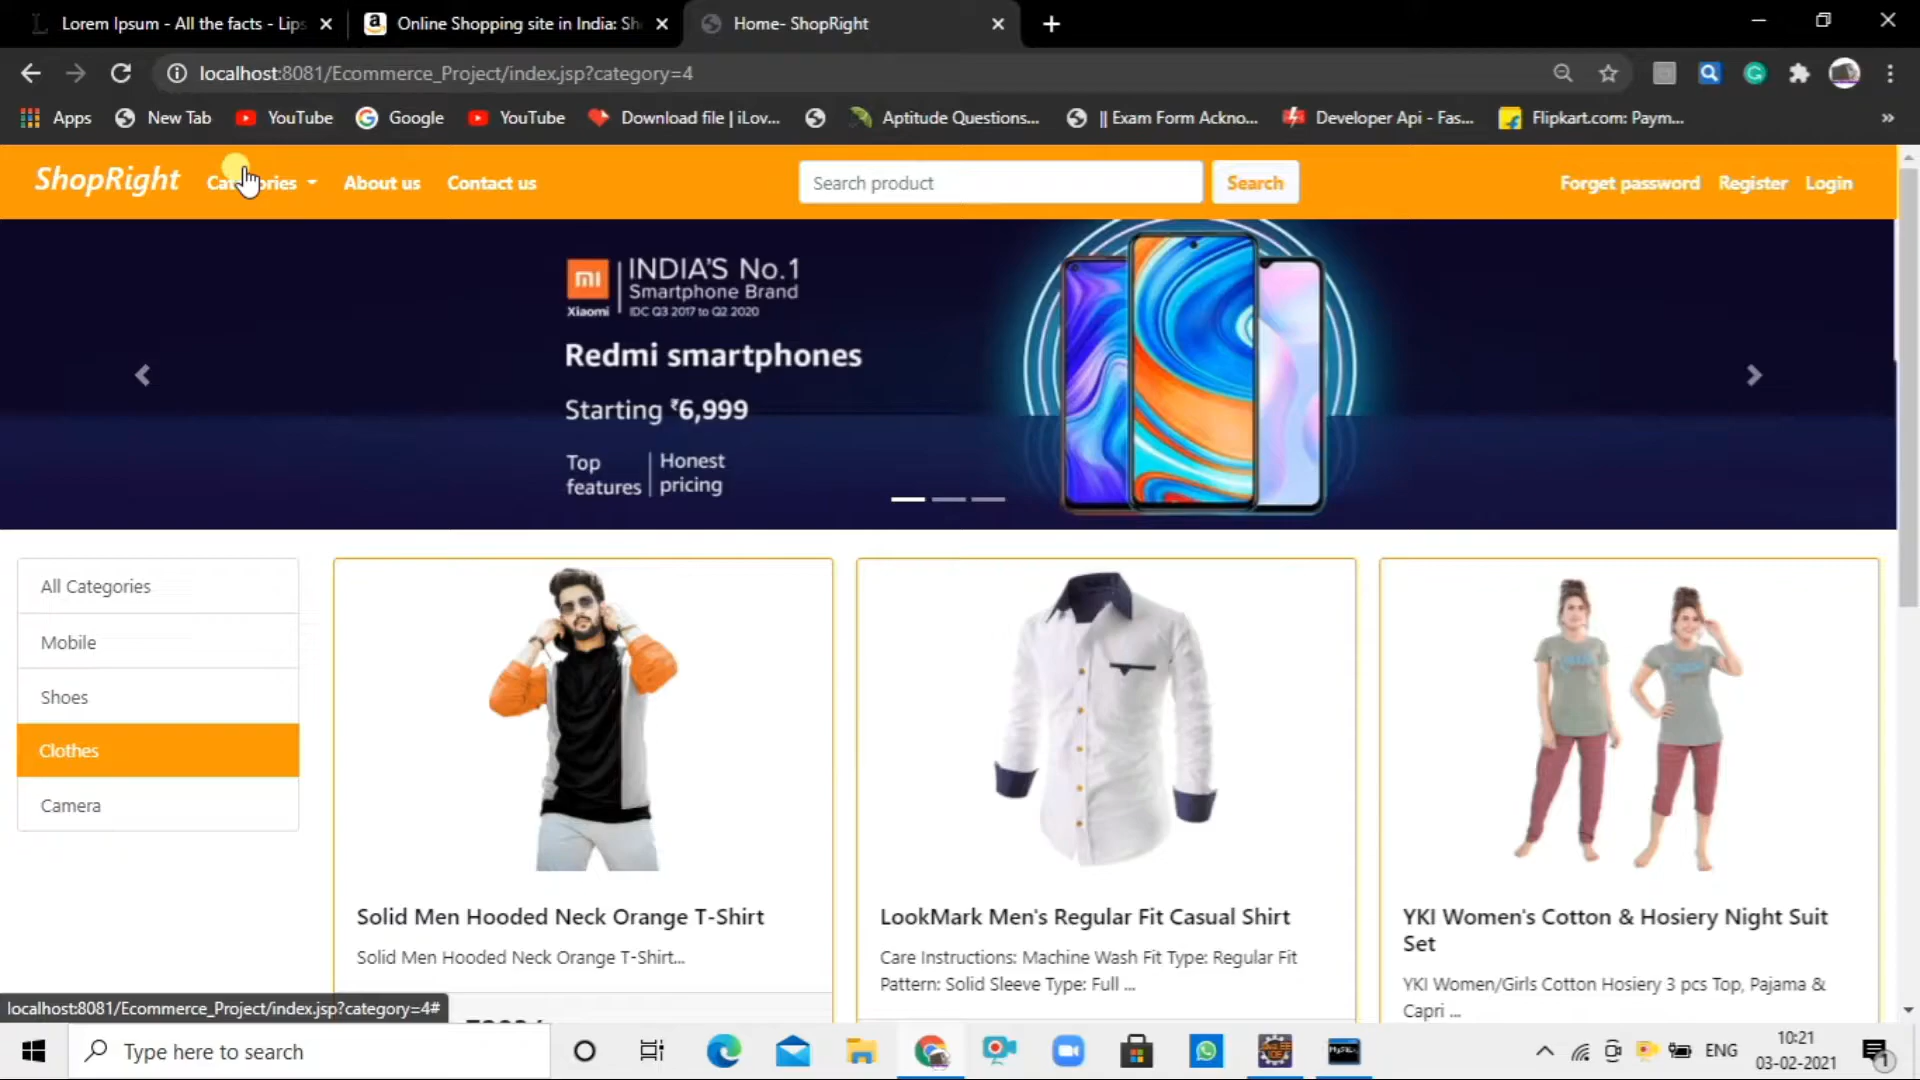 Lorem Ipsum - All the facts - Lips
Online Shopping site in India: Sh
Home- ShopRight
localhost:8081/Ecommerce_Project/index.jsp?category=4
Apps New Tab YouTube Google YouTube Download file | iLov... Aptitude Questions... || Exam Form Ackno... Developer Api - Fas... Flipkart.com: Paym... »
ShopRight Categories About us Contact us Search product Search Forget password Register Login
mi
Xiaomi
INDIA'S No.1
Smartphone Brand
IDC Q3 2017 to Q2 2020
Redmi smartphones
Starting ₹6,999
Top features
Honest pricing
All Categories
Mobile
Shoes
Clothes
Camera
Solid Men Hooded Neck Orange T-Shirt
Solid Men Hooded Neck Orange T-Shirt...
LookMark Men's Regular Fit Casual Shirt
Care Instructions: Machine Wash Fit Type: Regular Fit
Pattern: Solid Sleeve Type: Full ...
YKI Women's Cotton & Hosiery Night Suit
Set
YKI Women/Girls Cotton Hosiery 3 pcs Top, Pajama &
Capri ...
localhost:8081/Ecommerce_Project/index.jsp?category=4#
Type here to search
ENG
10:21
03-02-2021
1